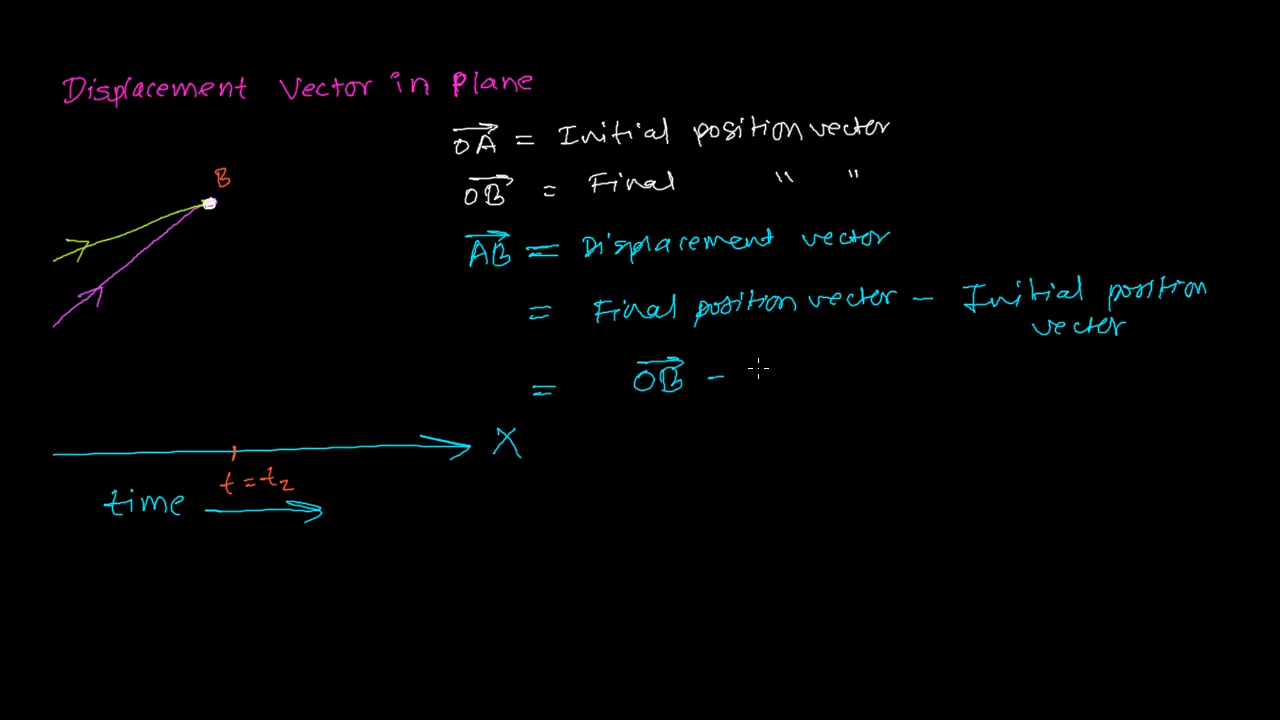 Displacement Vector in Plane
OA = Initial position vector
B
OB = Final " "
AB = Displacement vector
= Final position vector - Initial position
vector
= OB -
X
t = t2
time